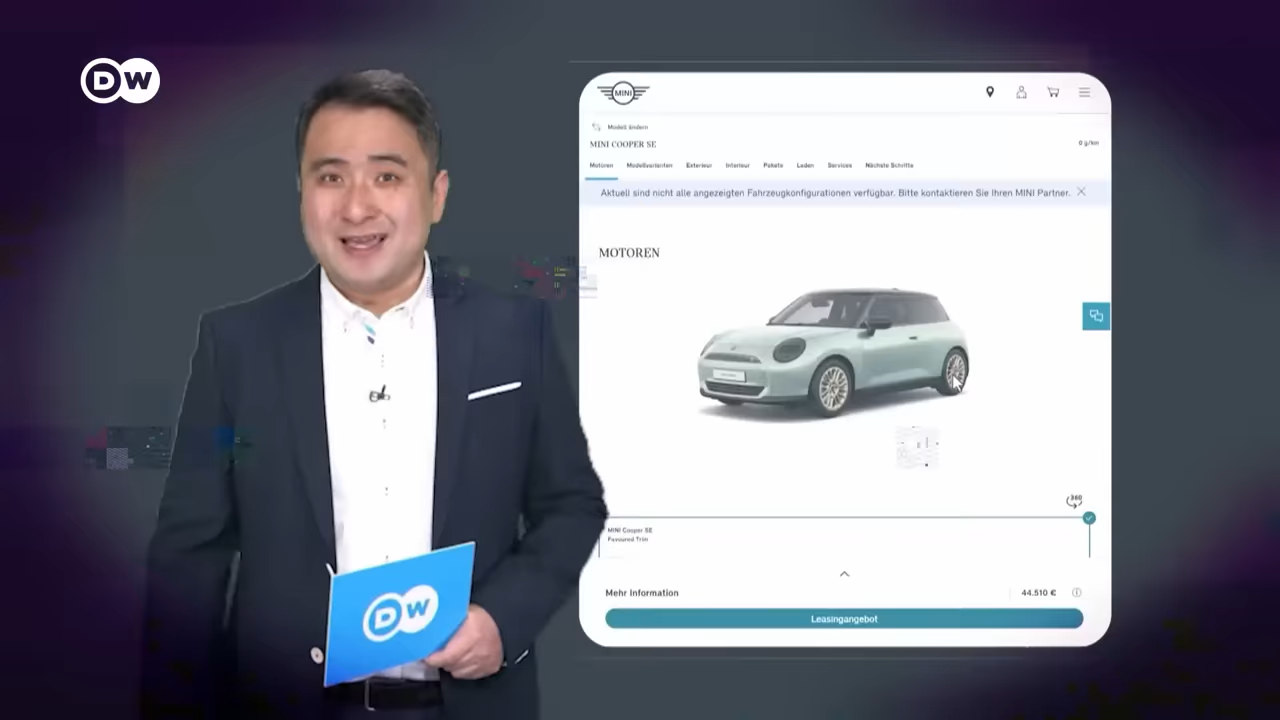 DW
MINI
Modell ändern
MINI COOPER SE
0 g/km
Motoren Modellvarianten Exterieur Interieur Pakete Laden Services Nächste Schritte
Aktuell sind nicht alle angezeigten Fahrzeugkonfigurationen verfügbar. Bitte kontaktieren Sie Ihren MINI Partner.
MOTOREN
360
MINI Cooper SE
Favoured Trim
Mehr Information
44.510 €
Leasingangebot
DW